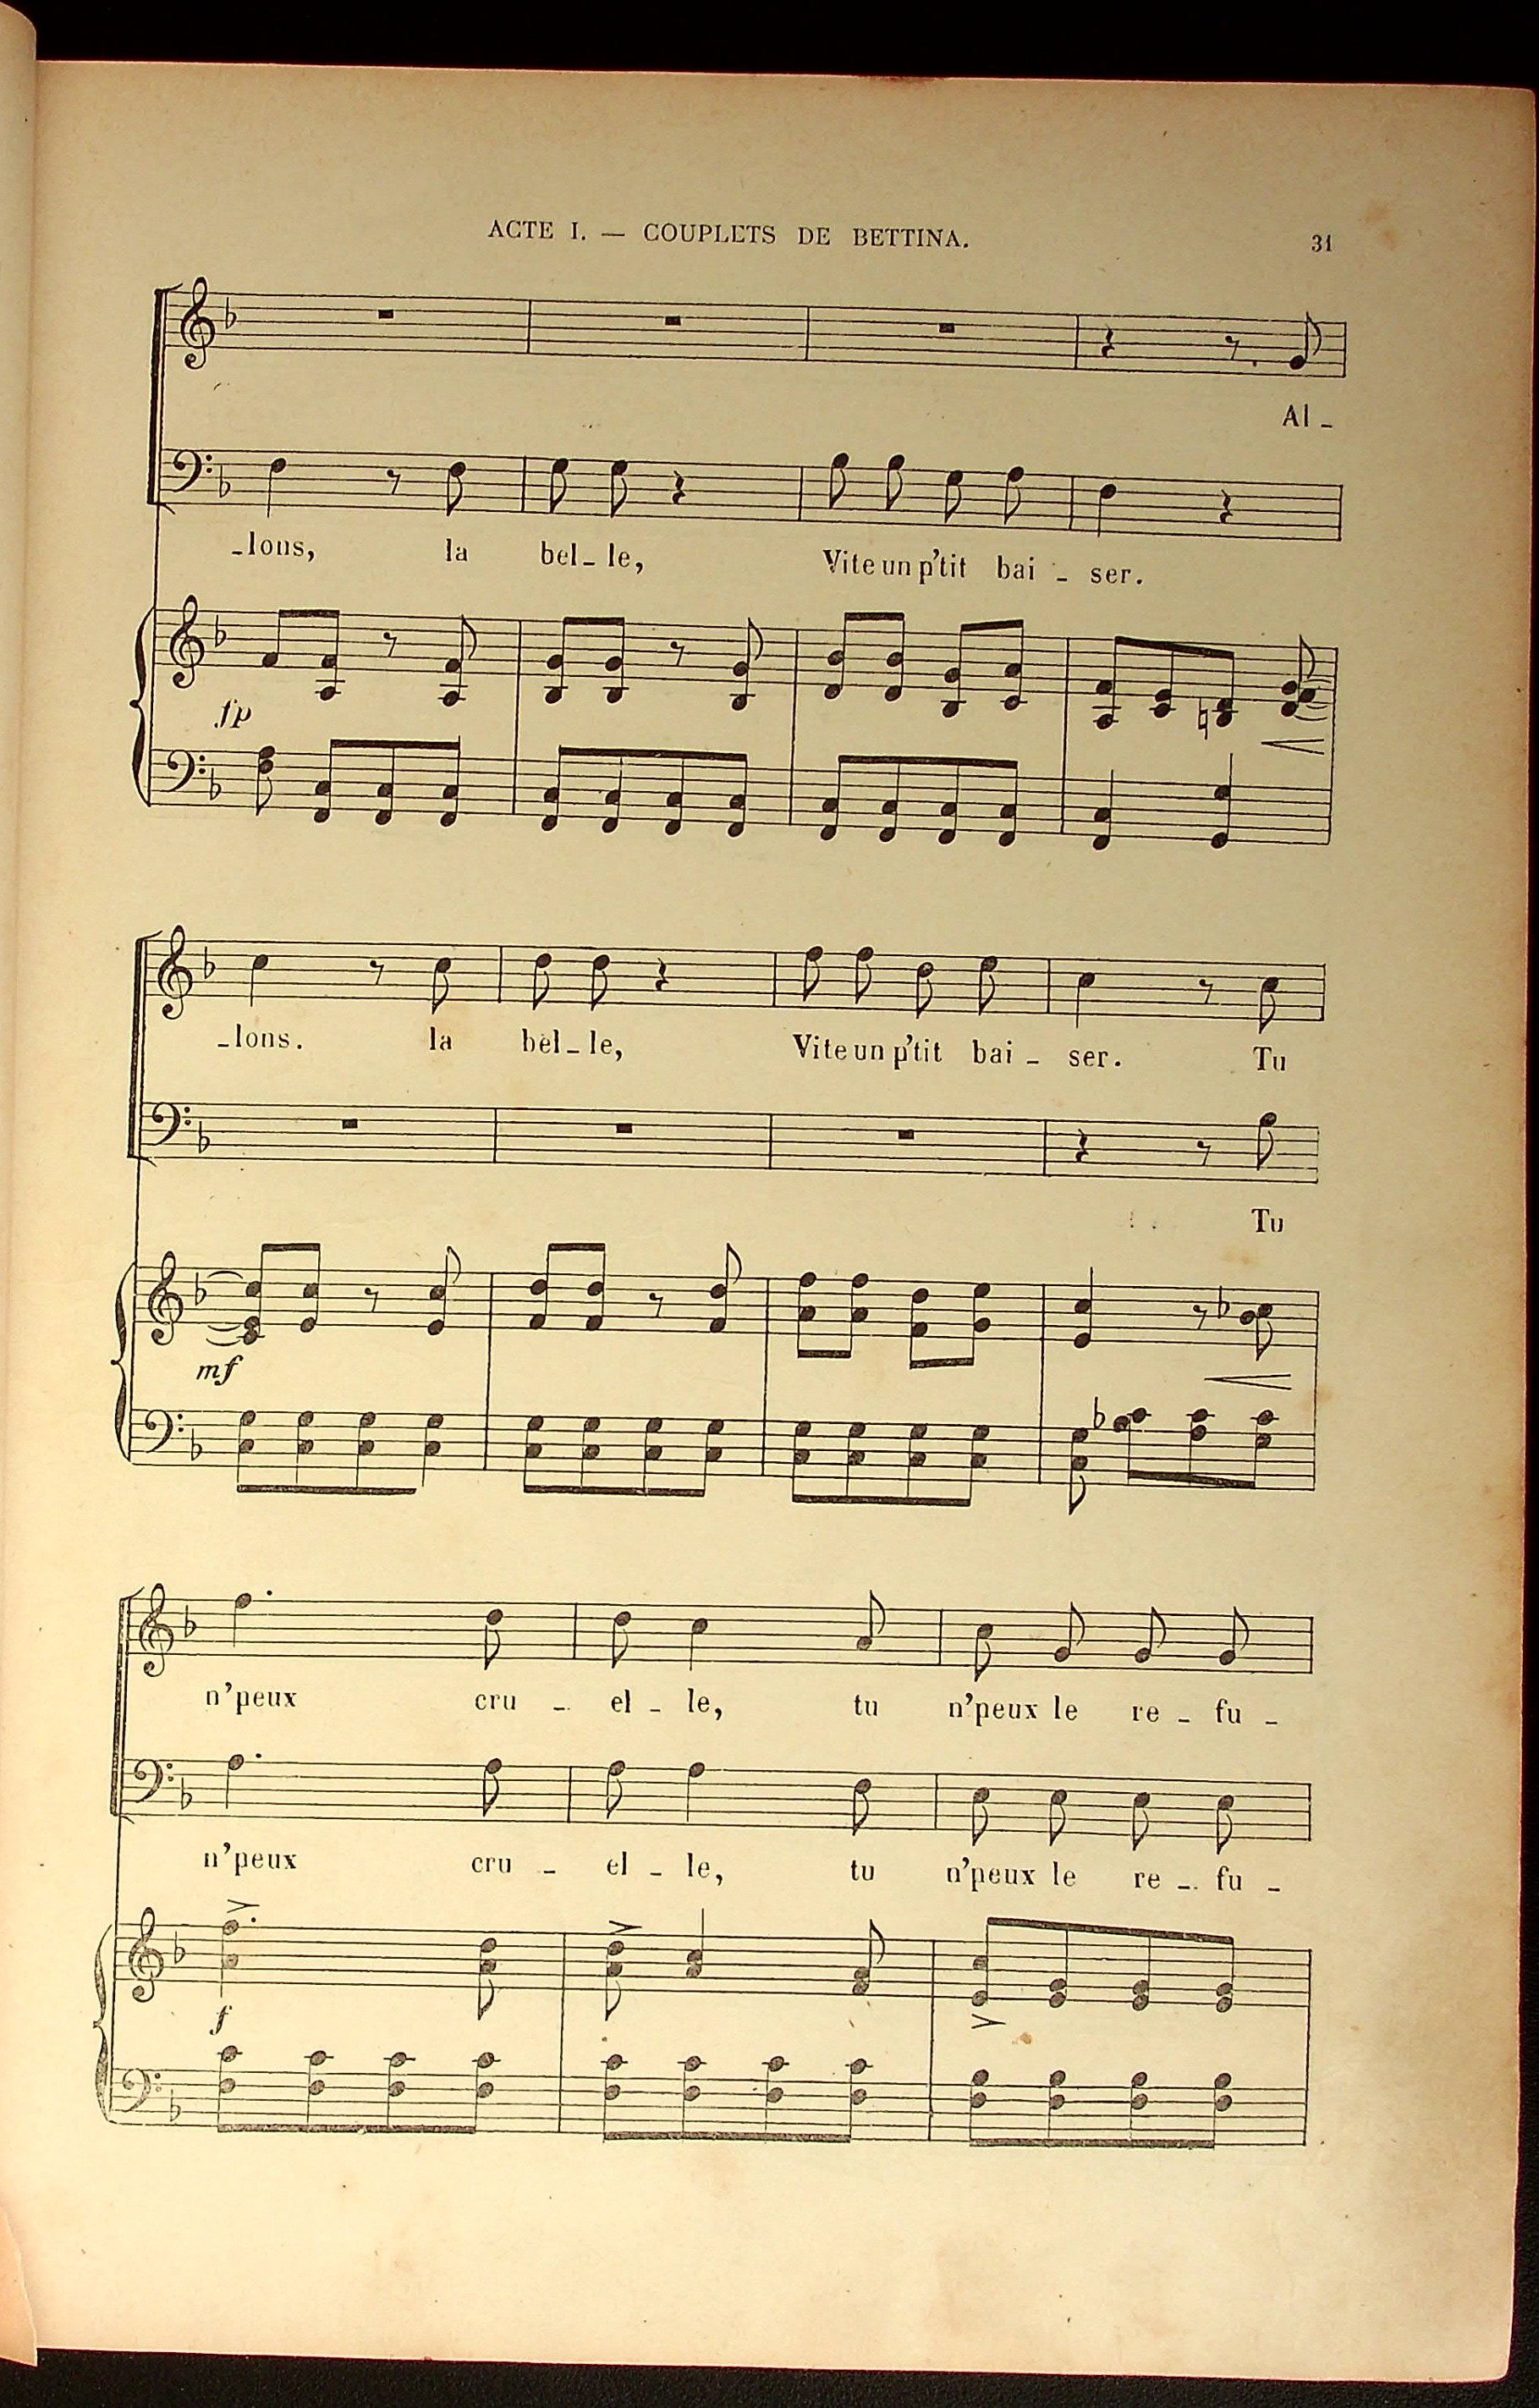 ACTE I. — COUPLETS DE BETTINA. 31
Al _
_lons, la bel_ le, Vite un p'tit bai _ ser.
fp
_lons. la bel_ le, Vite un p'tit bai _ ser. Tu
Tu
mf
n'peux cru _ el _ le, tu n'peux le re _ fu _
n'peux cru _ el _ le, tu n'peux le re _ fu _
f